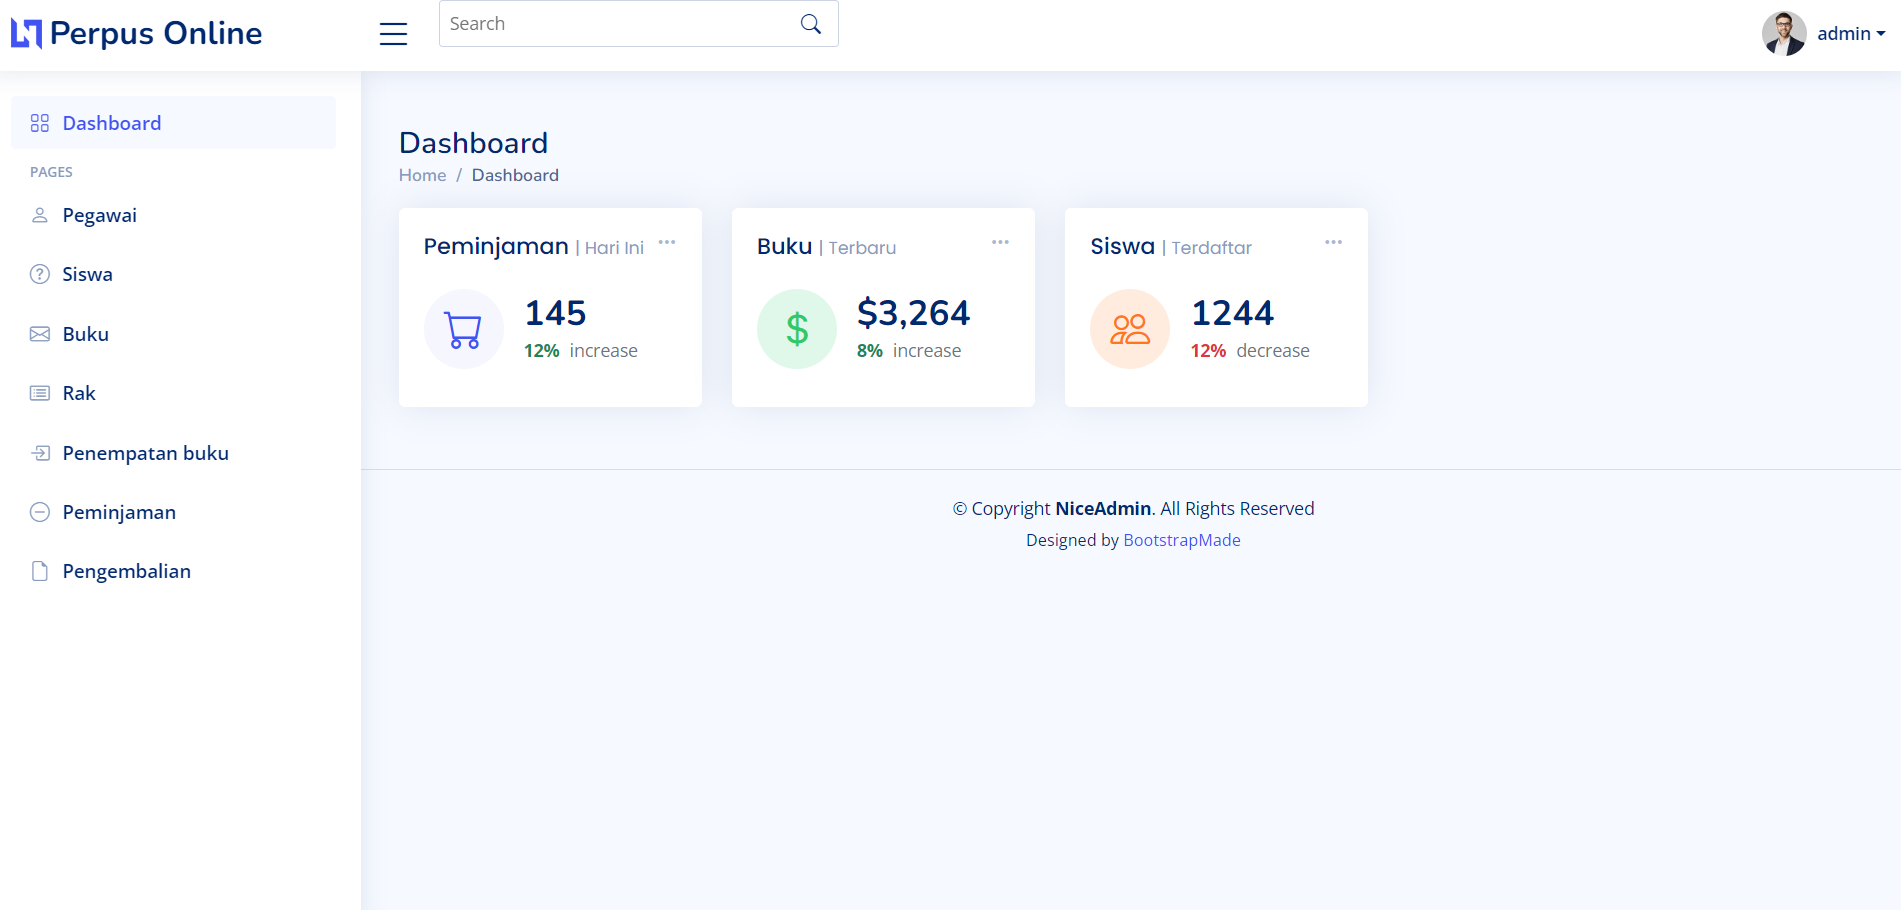 Perpus Online
Search
admin
Dashboard
PAGES
Pegawai
Siswa
Buku
Rak
Penempatan buku
Peminjaman
Pengembalian
Dashboard
Home / Dashboard
Peminjaman | Hari Ini
145
12% increase
Buku | Terbaru
$3,264
8% increase
Siswa | Terdaftar
1244
12% decrease
© Copyright NiceAdmin. All Rights Reserved
Designed by BootstrapMade